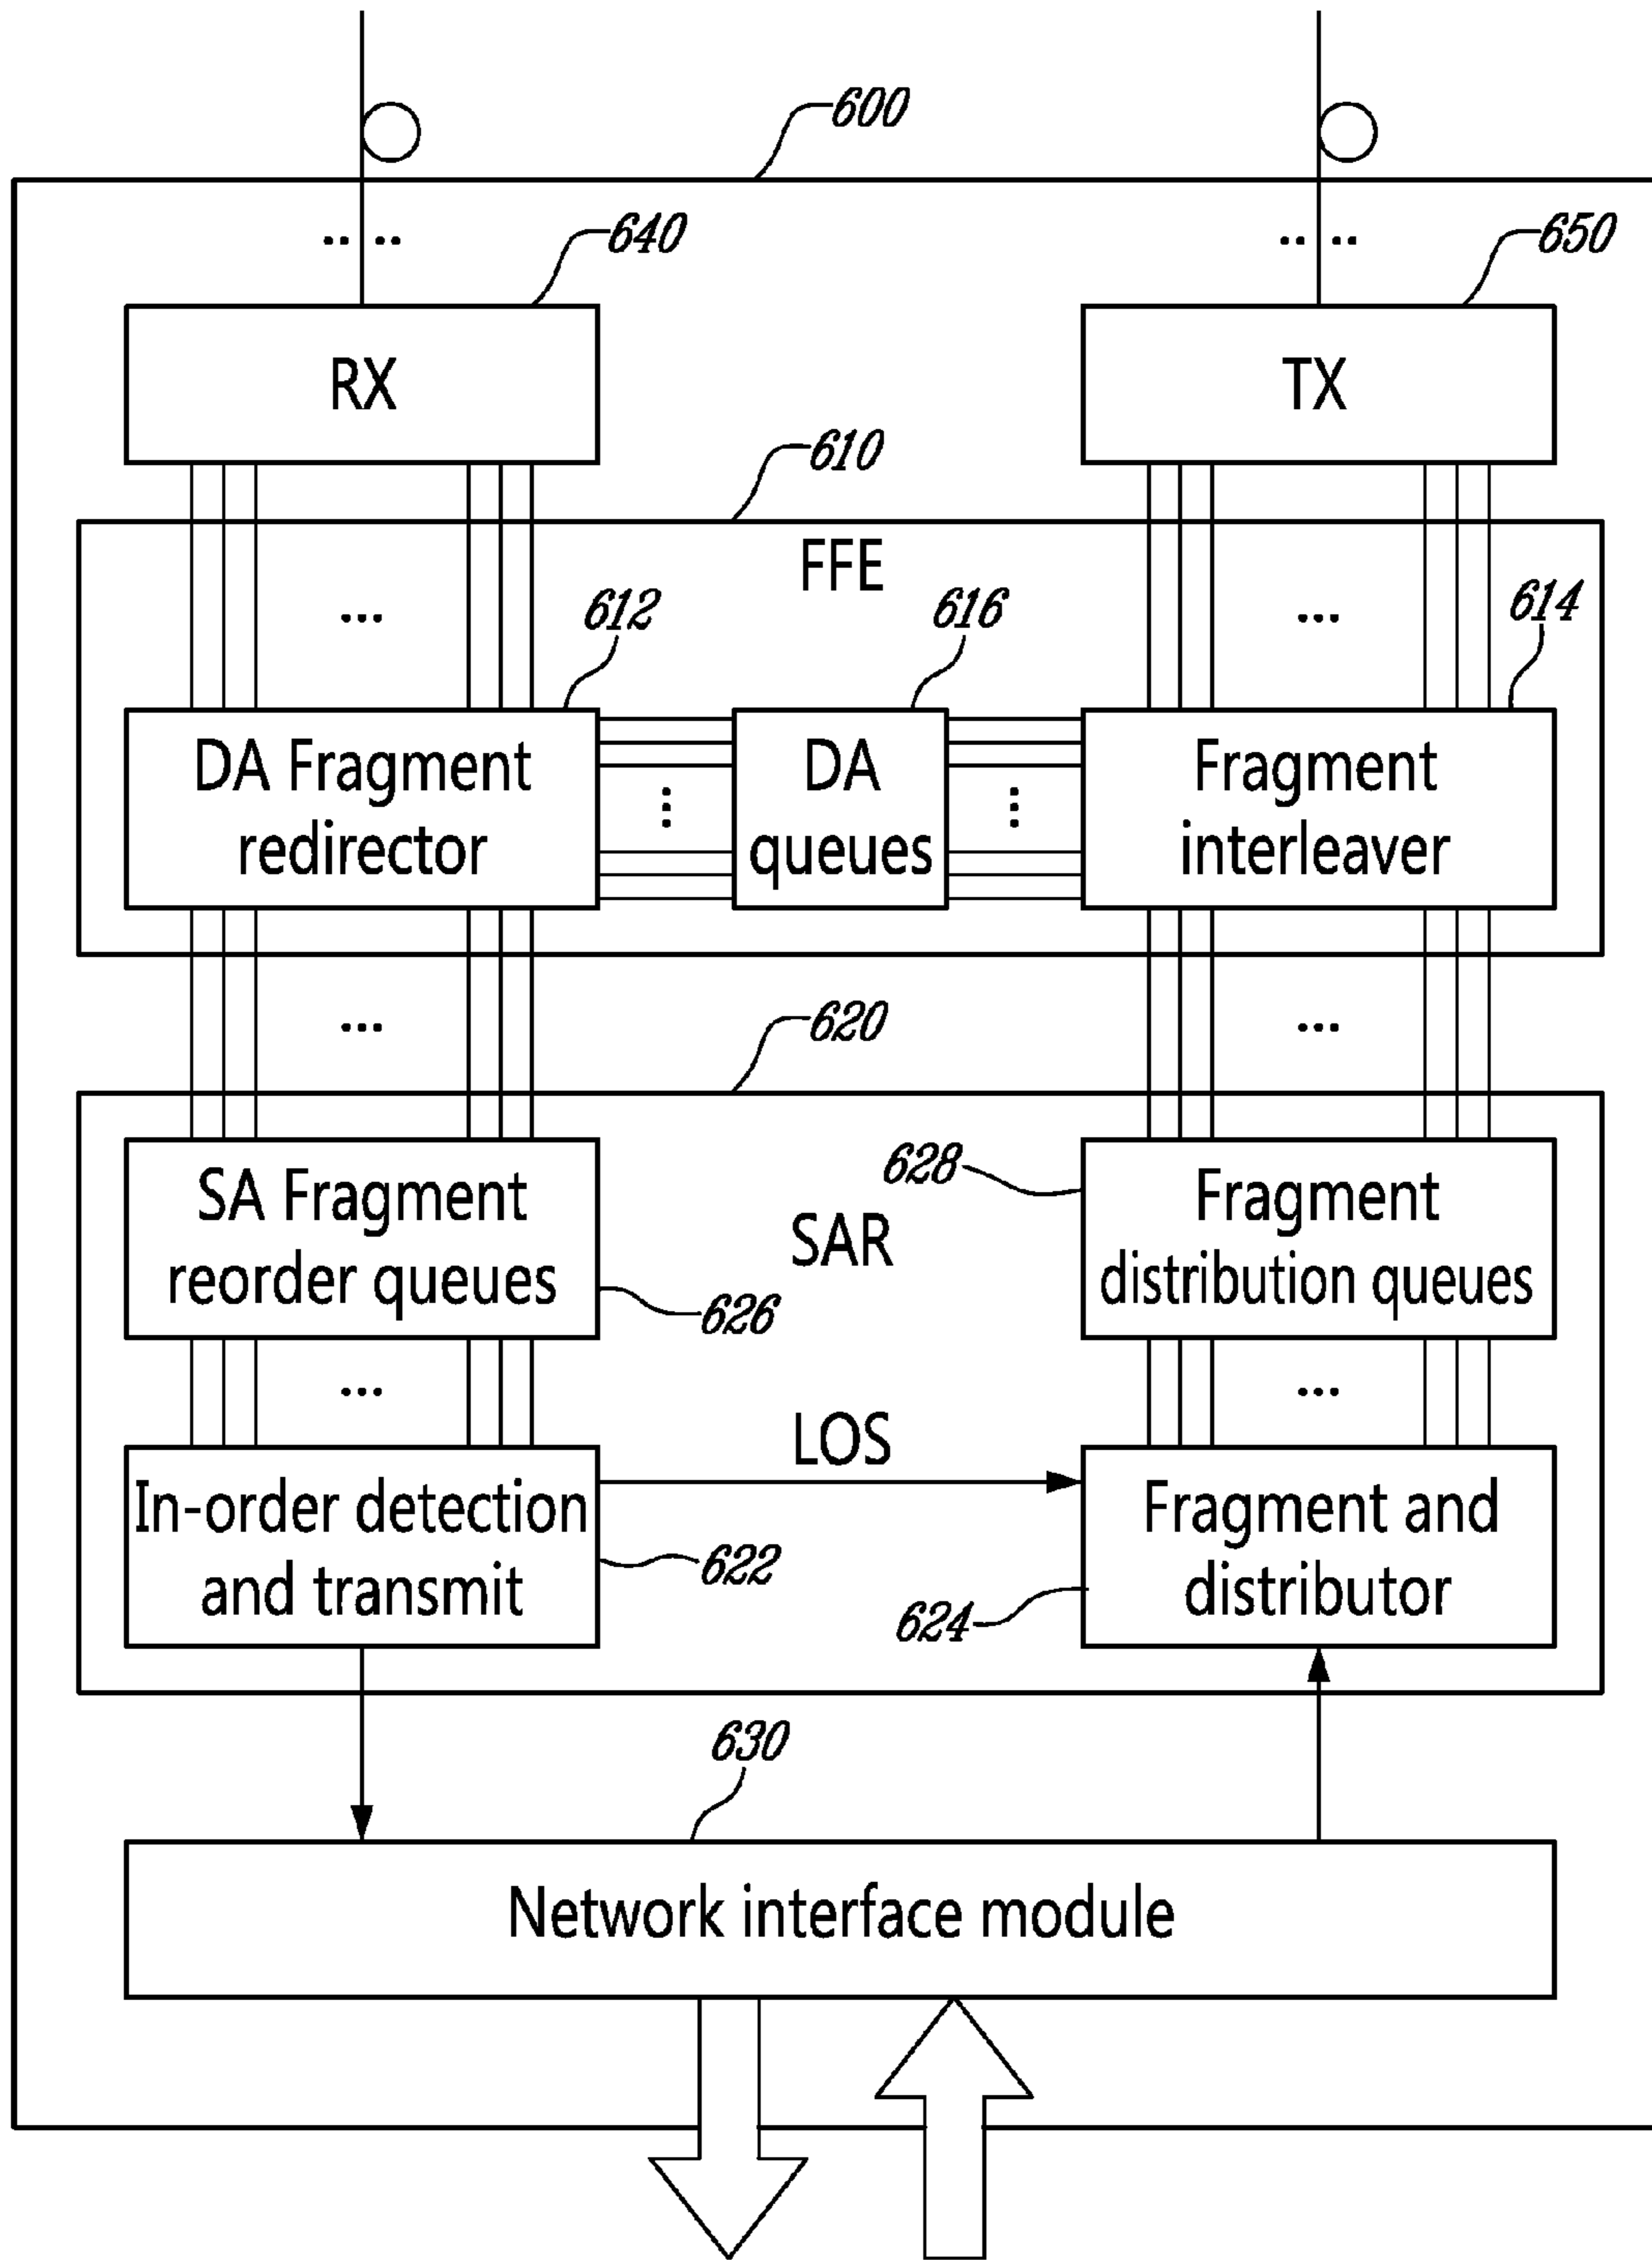 600
640
650
RX
TX
610
FFE
612
616
614
DA Fragment
redirector
DA
queues
Fragment
interleaver
620
SA Fragment
reorder queues
626
SAR
628
Fragment
distribution queues
LOS
In-order detection
and transmit
622
624
Fragment and
distributor
630
Network interface module